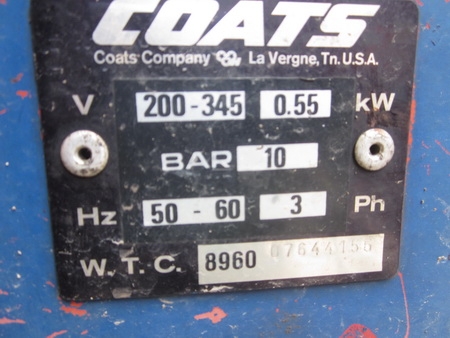 COATS
Coats Company La Vergne, Tn. U.S.A.
V 200-345 0.55 kW
BAR 10
Hz 50 - 60 3 Ph
W. T. C. 8960 07644155